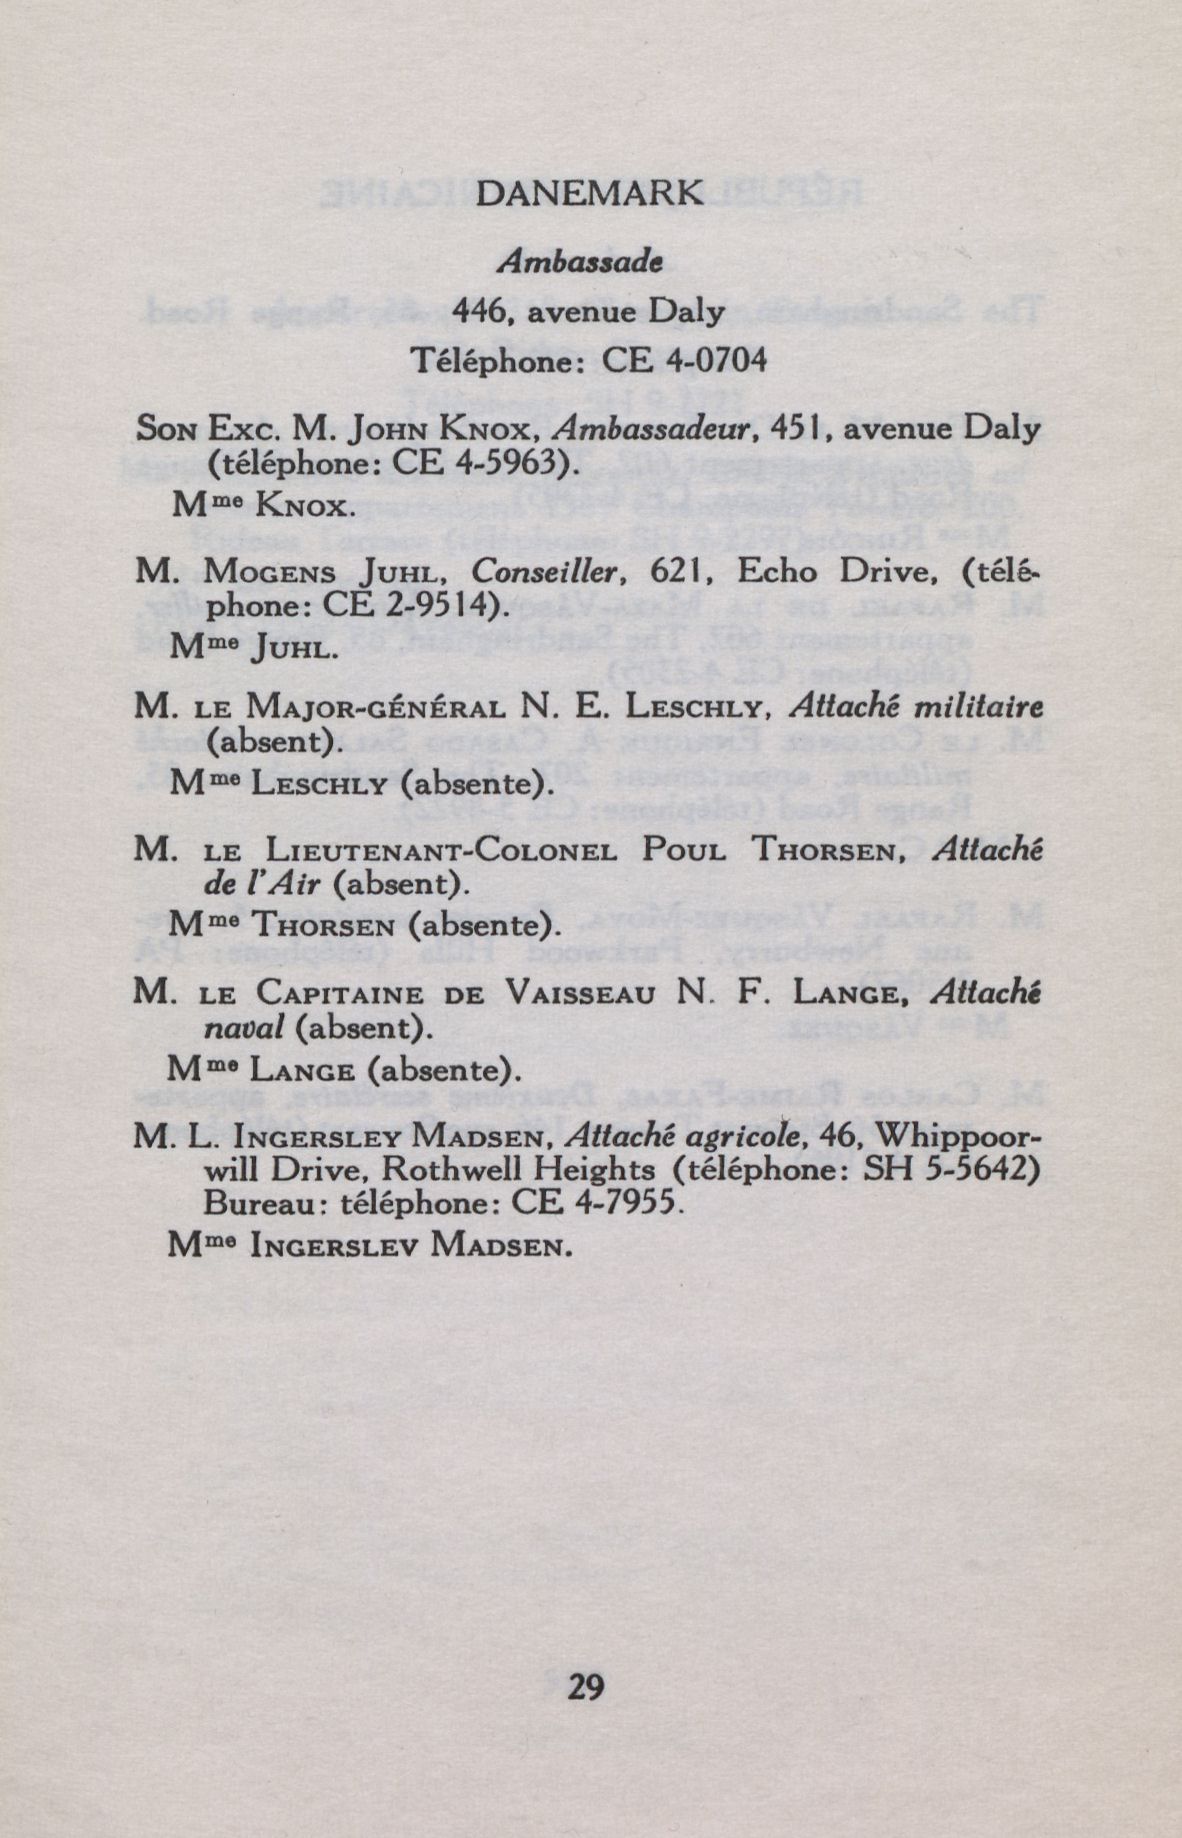 DANEMARK
Ambassade
446, avenue Daly
Téléphone: CE 4-0704
Son Exc. M. John Knox, Ambassadeur, 451, avenue Daly
(téléphone: CE 4-5963).
Mme Knox.
M. Mogens Juhl, Conseiller, 621, Echo Drive, (télé-
phone: CE 2-9514).
Mme Juhl.
M. le Major-général N. E. Leschly, Attaché militaire
(absent).
Mme Leschly (absente).
M. le Lieutenant-Colonel Poul Thorsen, Attaché
de l'Air (absent).
Mme Thorsen (absente).
M. le Capitaine de Vaisseau N. F. Lange, Attaché
naval (absent).
Mme Lange (absente).
M. L. Ingersley Madsen, Attaché agricole, 46, Whippoor-
will Drive, Rothwell Heights (téléphone: SH 5-5642)
Bureau: téléphone: CE 4-7955.
Mme Ingerslev Madsen.
29